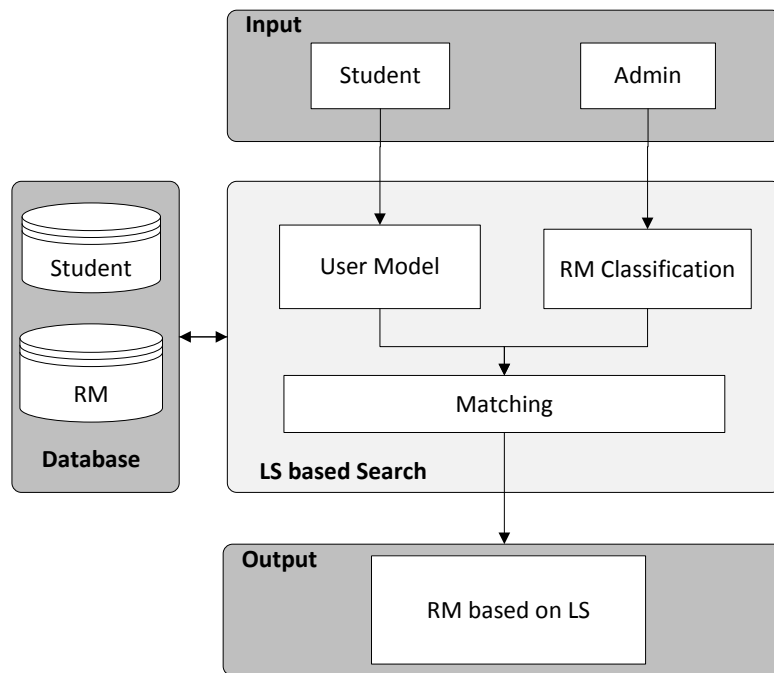 Input
Student
Admin
Student
RM
Database
User Model
RM Classification
Matching
LS based Search
Output
RM based on LS